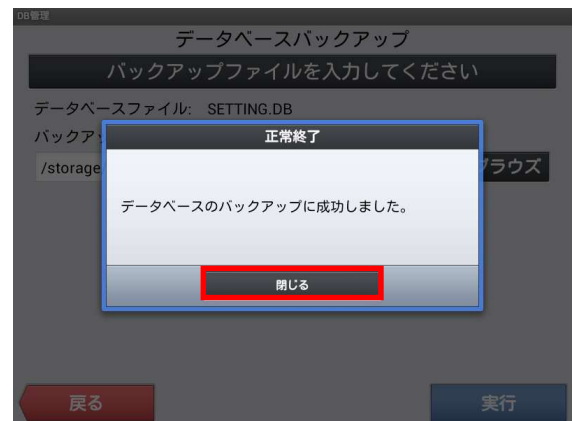 DB管理
データベースバックアップ
バックアップファイルを入力してください
データベースファイル: SETTING.DB
バックア
正常終了
/storage
ブラウズ
データベースのバックアップに成功しました。
閉じる
戻る
実行